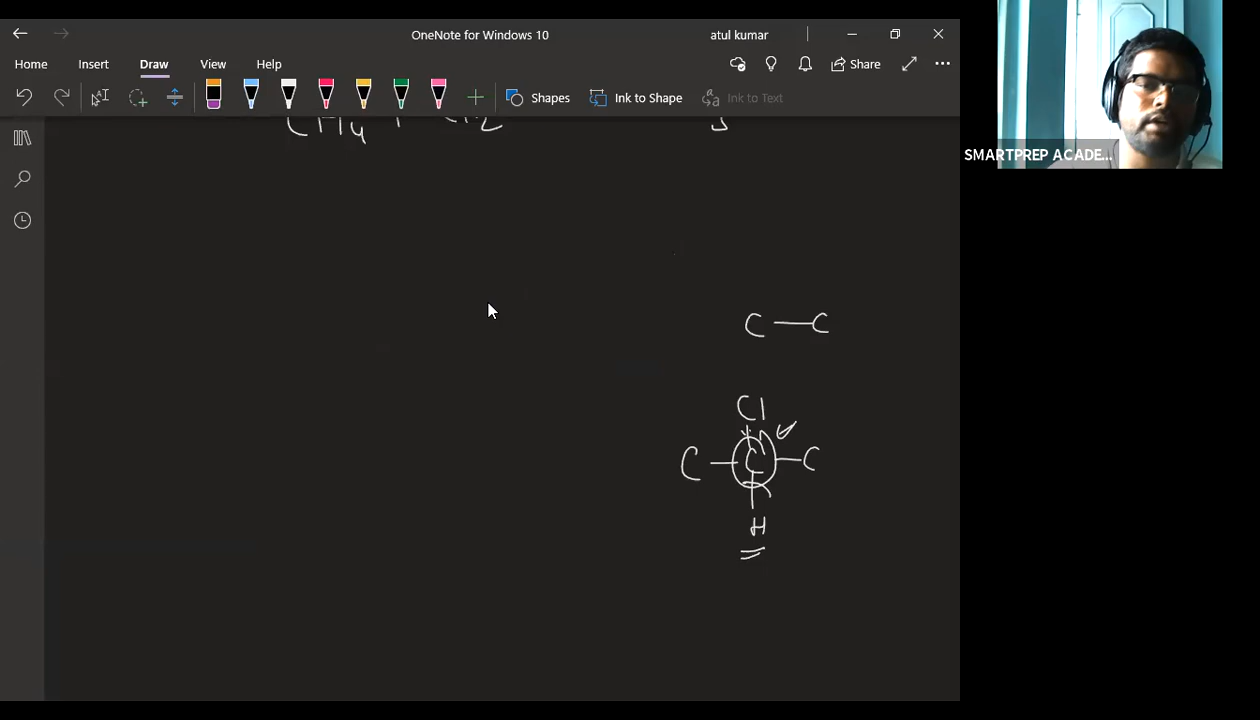 OneNote for Windows 10
atul kumar
Home Insert Draw View Help
Share
Shapes Ink to Shape Ink to Text
SMARTPREP ACADE...
CH4 +
C — C
Cl
C — C — C
H